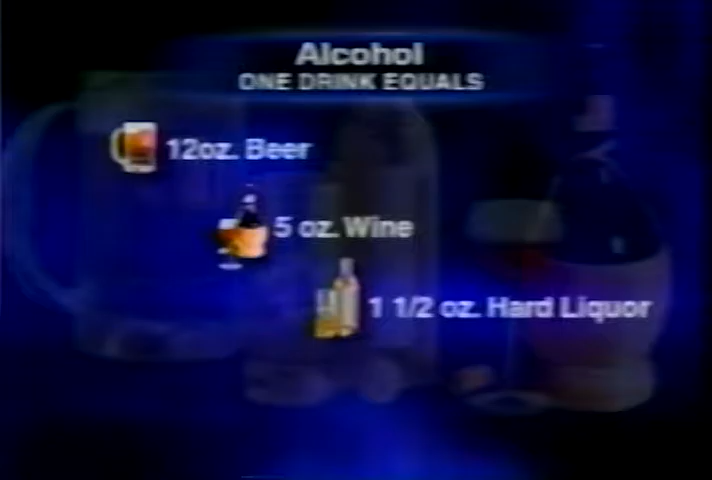 Alcohol
ONE DRINK EQUALS
12oz. Beer
5 oz. Wine
1 1/2 oz. Hard Liquor